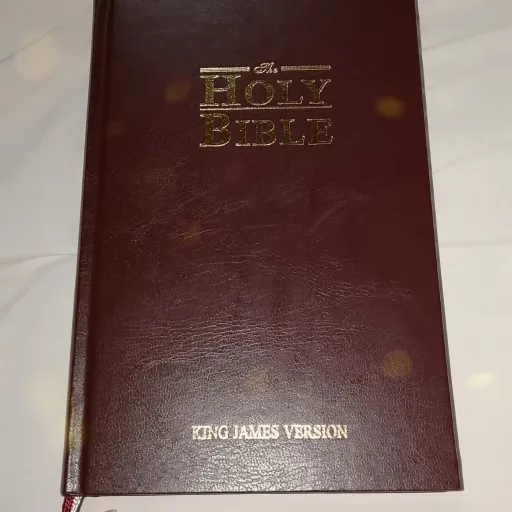 The
HOLY
BIBLE
KING JAMES VERSION